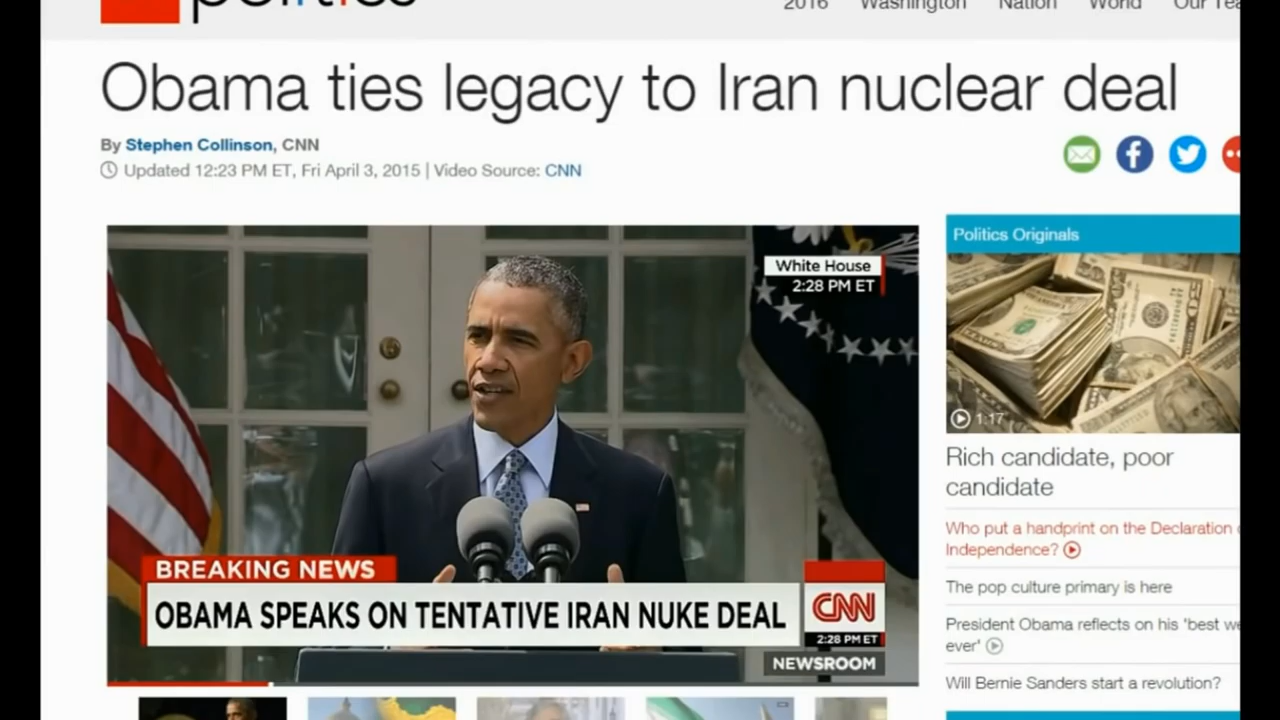 politics
2016 Washington Nation World Our Tea
Obama ties legacy to Iran nuclear deal
By Stephen Collinson, CNN
Updated 12:23 PM ET, Fri April 3, 2015 | Video Source: CNN
White House
2:28 PM ET
BREAKING NEWS
OBAMA SPEAKS ON TENTATIVE IRAN NUKE DEAL
CNN
2:28 PM ET
NEWSROOM
Politics Originals
1:17
Rich candidate, poor
candidate
Who put a handprint on the Declaration
Independence?
The pop culture primary is here
President Obama reflects on his 'best we
ever'
Will Bernie Sanders start a revolution?